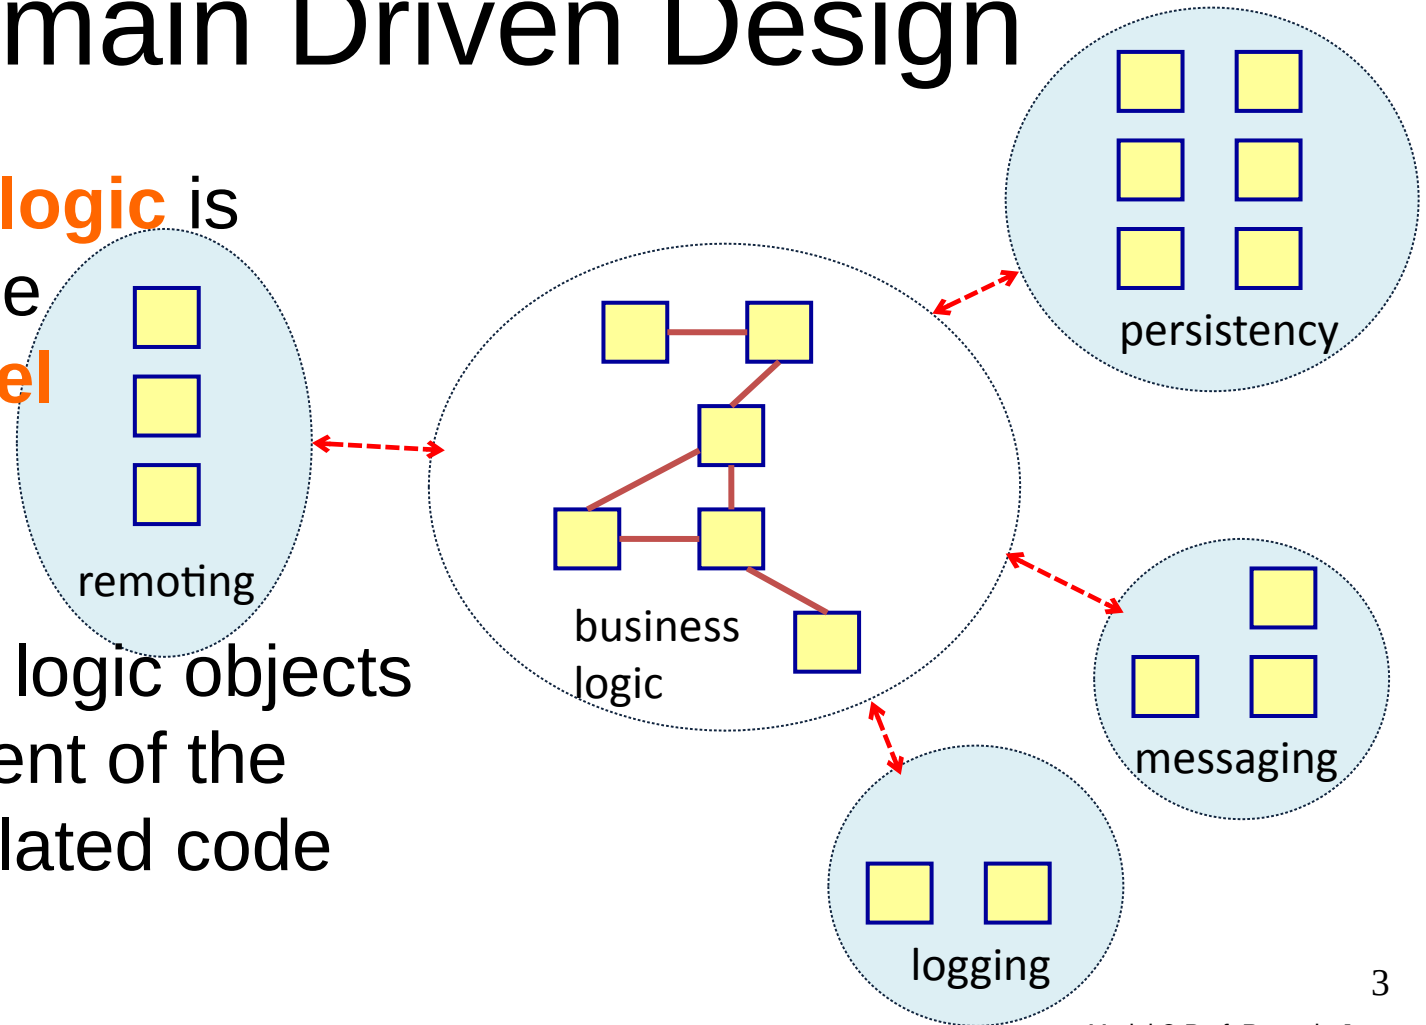 main Driven Design
logic is
e
el
logic objects
ent of the
lated code
remoting
business
logic
persistency
messaging
logging
3